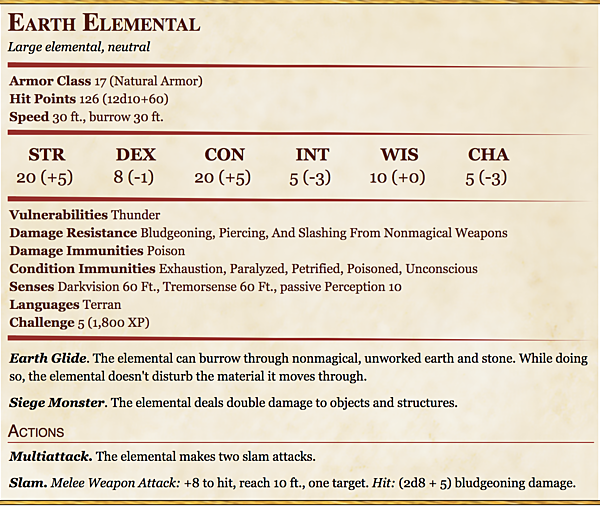 Earth Elemental
Large elemental, neutral
Armor Class 17 (Natural Armor)
Hit Points 126 (12d10+60)
Speed 30 ft., burrow 30 ft.
STR DEX CON INT WIS CHA
20 (+5) 8 (-1) 20 (+5) 5 (-3) 10 (+0) 5 (-3)
Vulnerabilities Thunder
Damage Resistance Bludgeoning, Piercing, And Slashing From Nonmagical Weapons
Damage Immunities Poison
Condition Immunities Exhaustion, Paralyzed, Petrified, Poisoned, Unconscious
Senses Darkvision 60 Ft., Tremorsense 60 Ft., passive Perception 10
Languages Terran
Challenge 5 (1,800 XP)
Earth Glide. The elemental can burrow through nonmagical, unworked earth and stone. While doing
so, the elemental doesn't disturb the material it moves through.
Siege Monster. The elemental deals double damage to objects and structures.
Actions
Multiattack. The elemental makes two slam attacks.
Slam. Melee Weapon Attack: +8 to hit, reach 10 ft., one target. Hit: (2d8 + 5) bludgeoning damage.